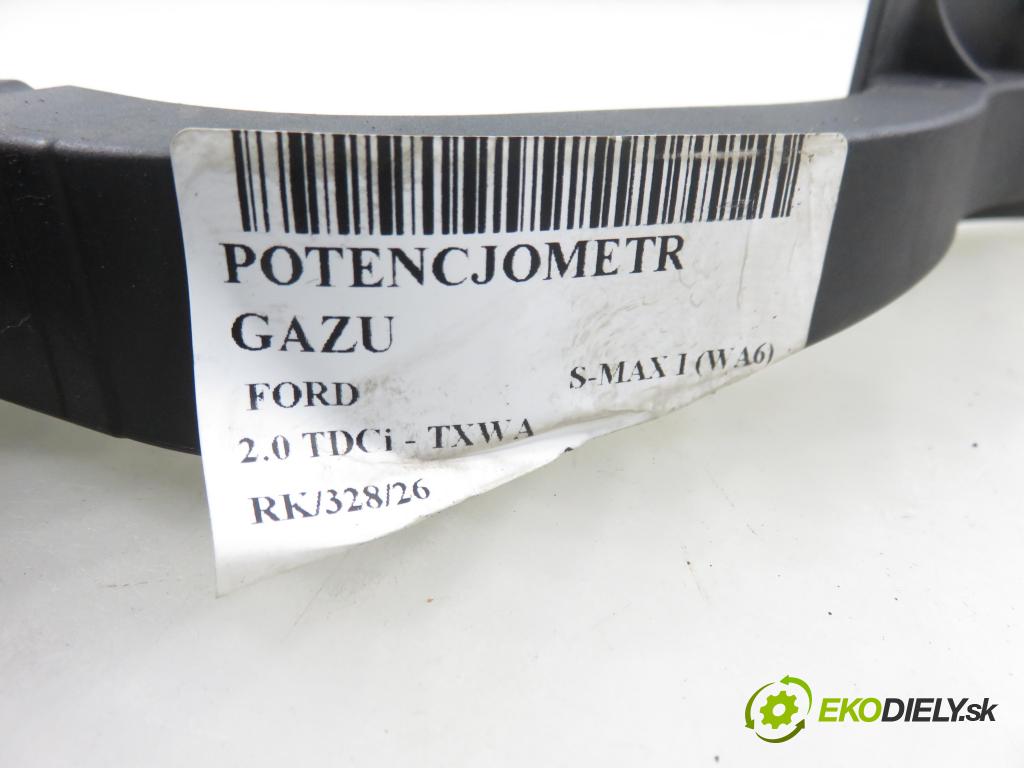 POTENCJOMETR
GAZU
FORD S-MAX I (WA6)
2.0 TDCi - TXWA
RK/328/26
EKODIELY.sk